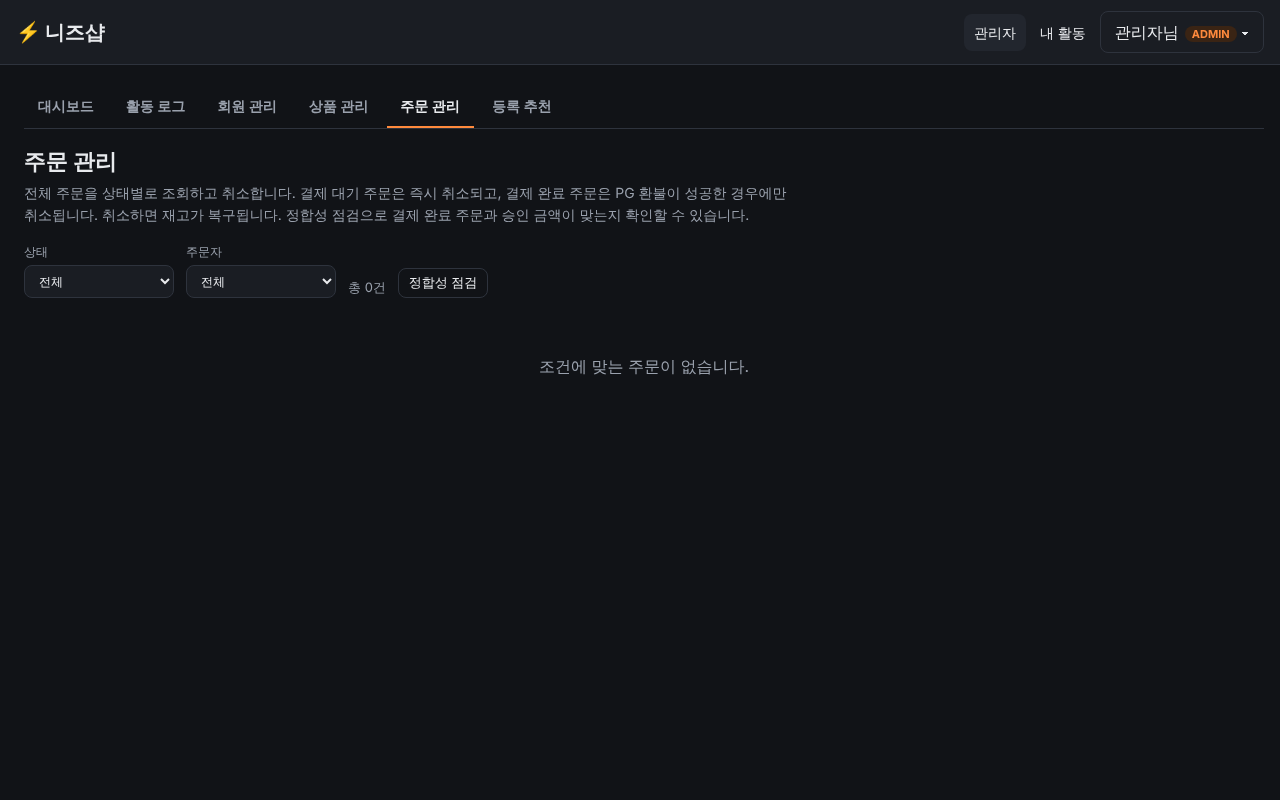 ⚡ 니즈샵
관리자 내 활동 관리자님 ADMIN
대시보드 활동 로그 회원 관리 상품 관리 주문 관리 등록 추천
주문 관리
전체 주문을 상태별로 조회하고 취소합니다. 결제 대기 주문은 즉시 취소되고, 결제 완료 주문은 PG 환불이 성공한 경우에만
취소됩니다. 취소하면 재고가 복구됩니다. 정합성 점검으로 결제 완료 주문과 승인 금액이 맞는지 확인할 수 있습니다.
상태 주문자
전체 전체 총 0건 정합성 점검
조건에 맞는 주문이 없습니다.